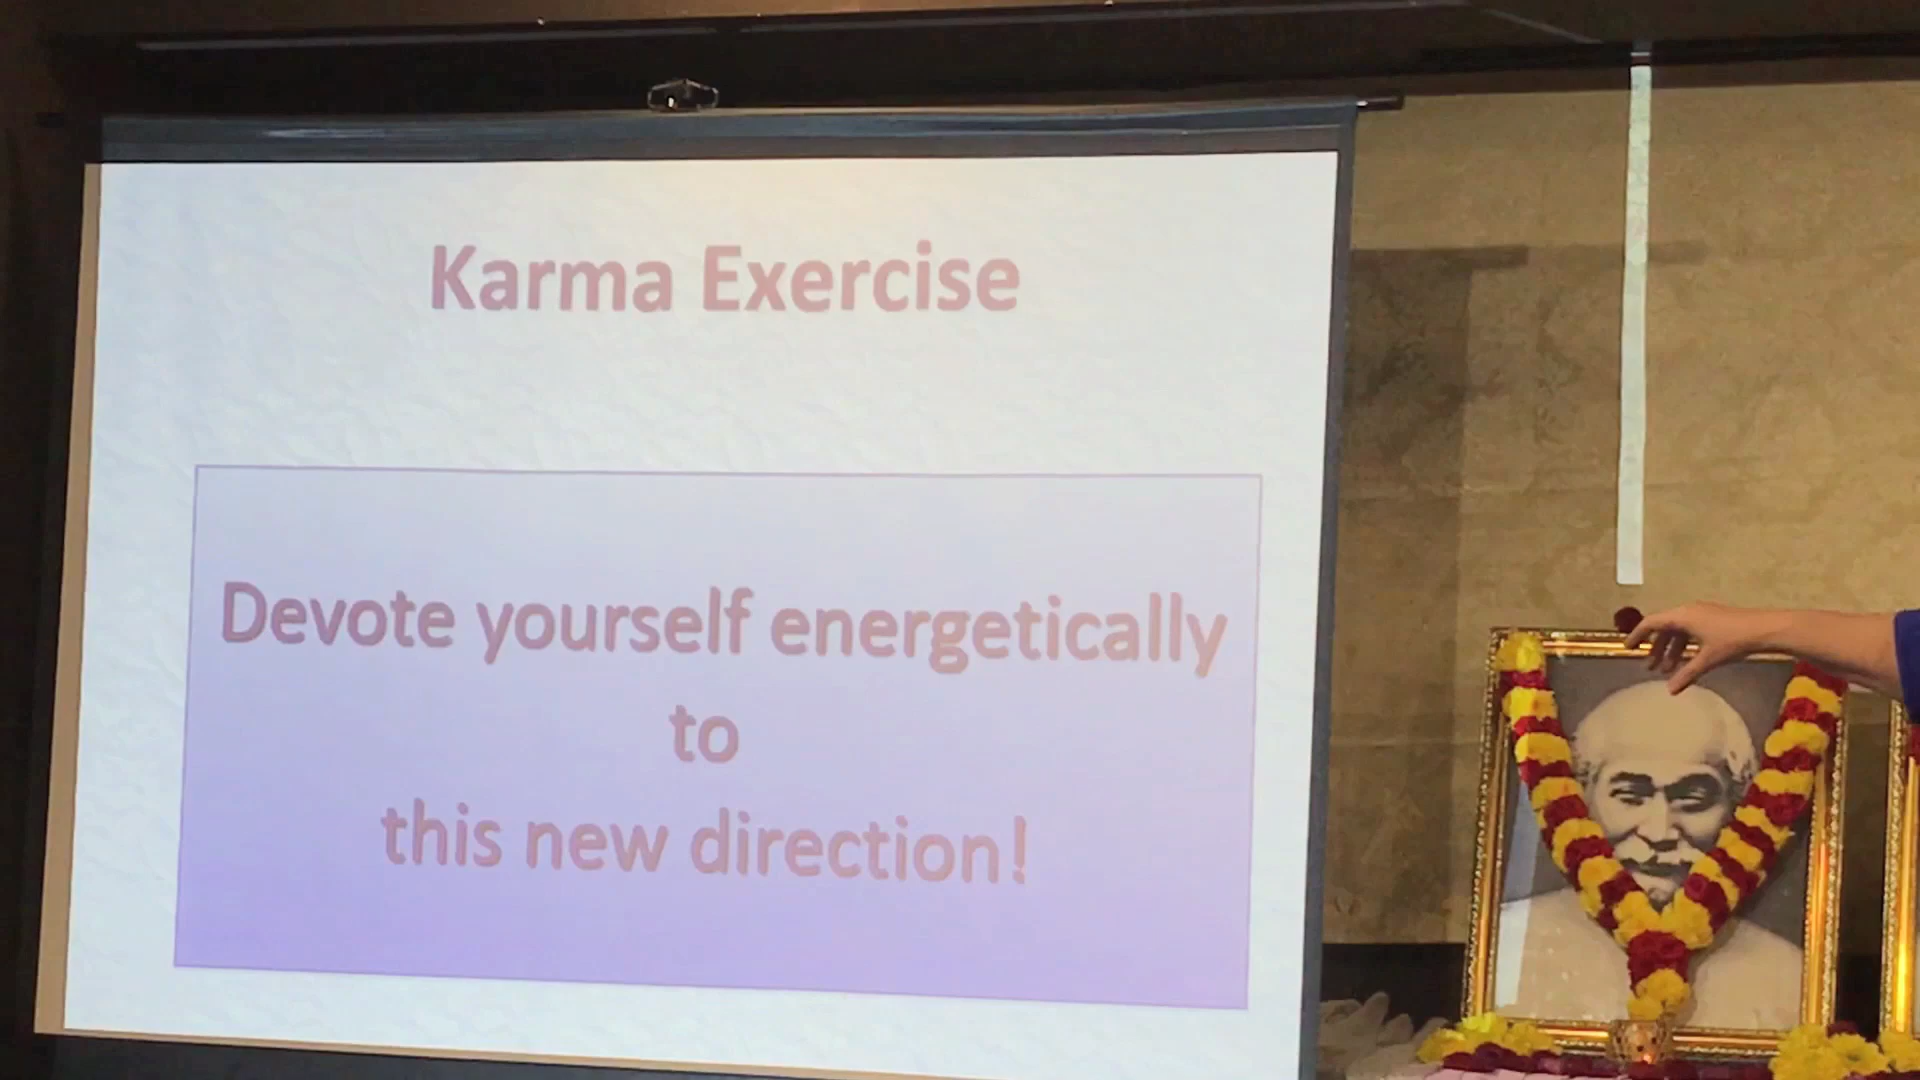 Karma Exercise
Devote yourself energetically
to
this new direction!